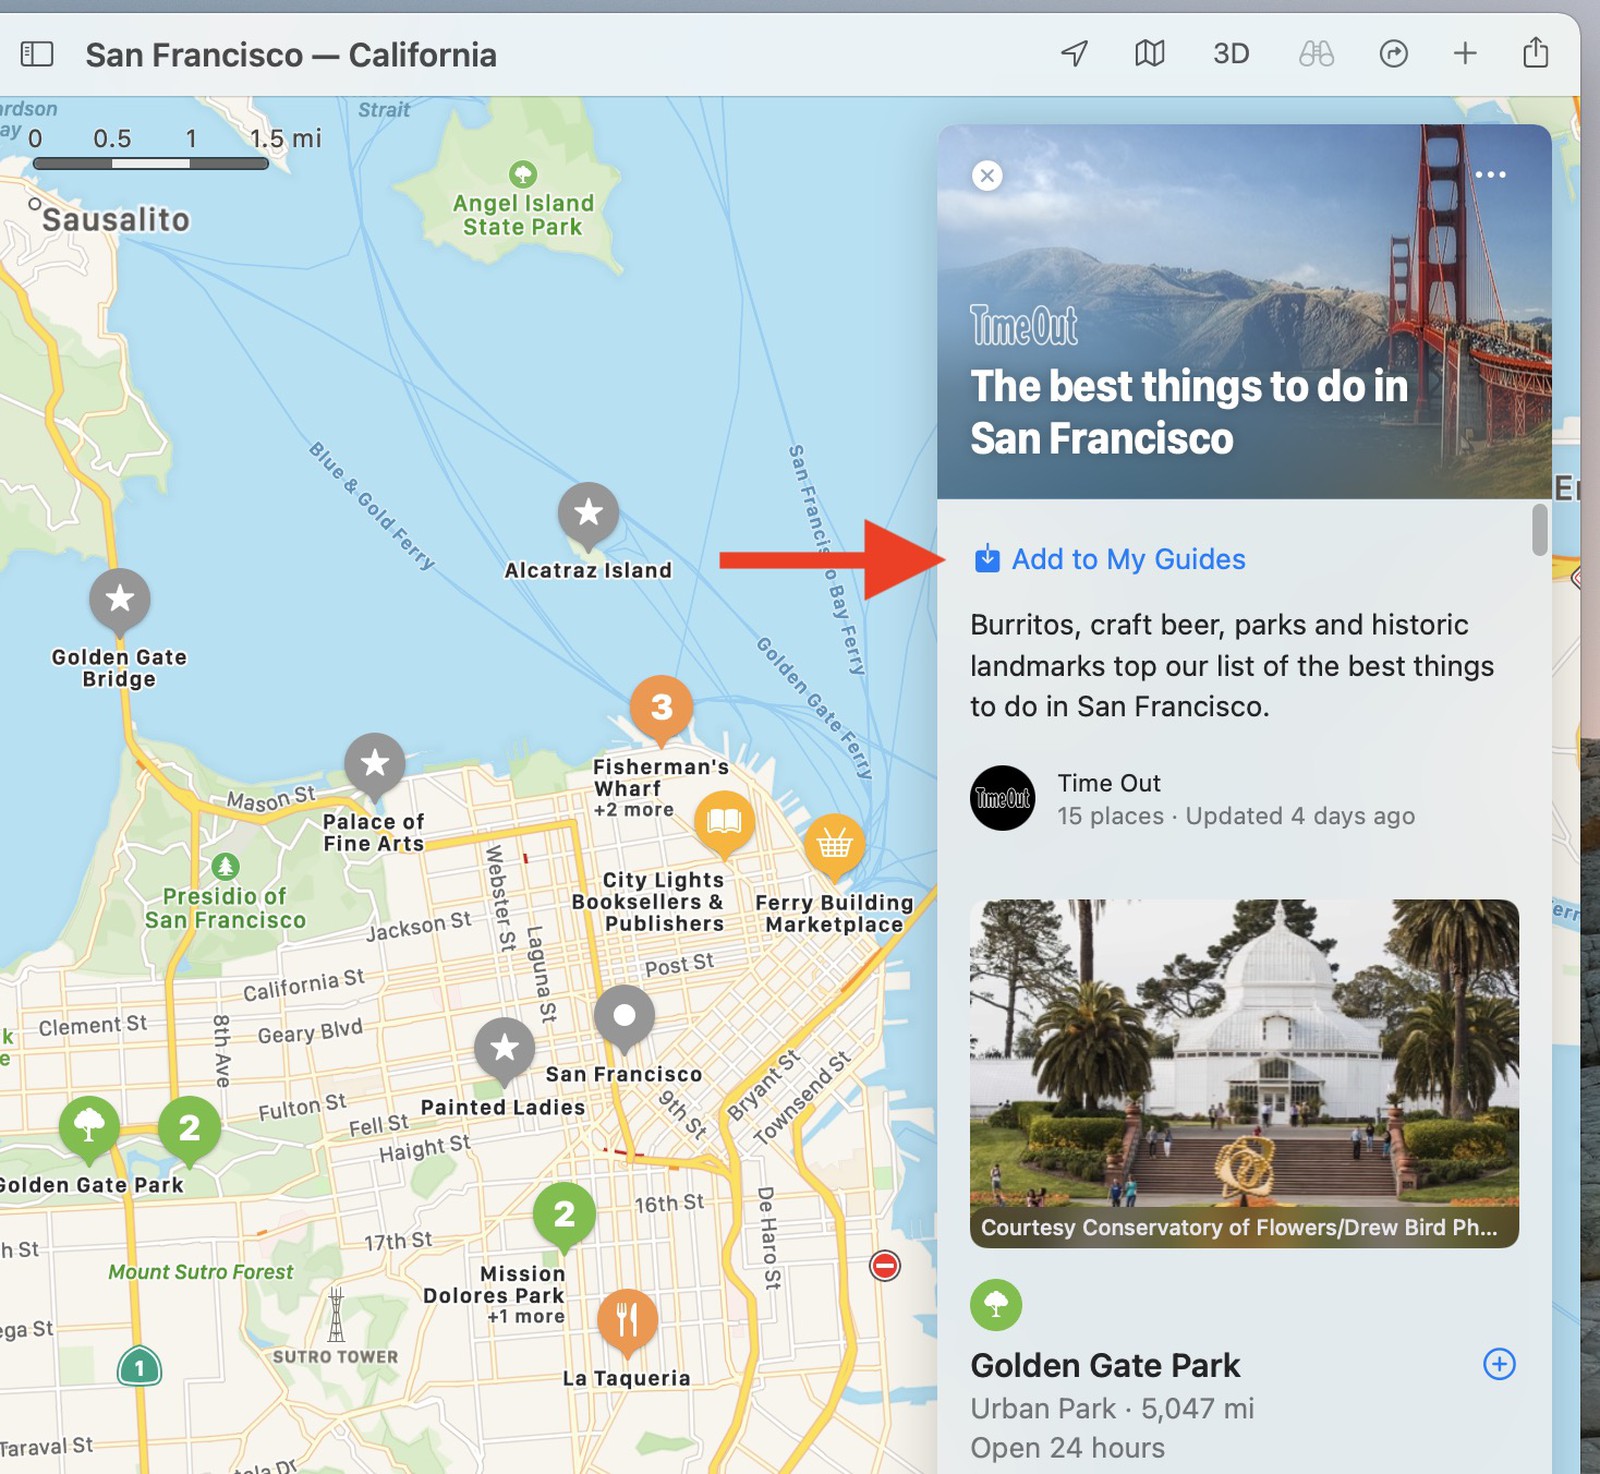 San Francisco — California
3D
ardson
ay
Strait
0 0.5 1 1.5 mi
Sausalito
Angel Island
State Park
Blue & Gold Ferry
San Francisco Bay Ferry
Golden Gate Ferry
Alcatraz Island
Golden Gate
Bridge
3
Fisherman's
Wharf
+2 more
Mason St
Palace of
Fine Arts
Presidio of
San Francisco
City Lights
Booksellers &
Publishers
Ferry Building
Marketplace
Webster St
Laguna St
Jackson St
Post St
California St
Clement St
Geary Blvd
8th Ave
k
e
San Francisco
Painted Ladies
Fulton St
Fell St
Haight St
9th St
Bryant St
Townsend St
2
Golden Gate Park
2
16th St
De Haro St
17th St
h St
Mount Sutro Forest
Mission
Dolores Park
+1 more
ega St
SUTRO TOWER
1
La Taqueria
Taraval St
tola Dr
TimeOut
The best things to do in
San Francisco
Add to My Guides
Burritos, craft beer, parks and historic
landmarks top our list of the best things
to do in San Francisco.
TimeOut
Time Out
15 places · Updated 4 days ago
Courtesy Conservatory of Flowers/Drew Bird Ph...
Golden Gate Park
Urban Park · 5,047 mi
Open 24 hours